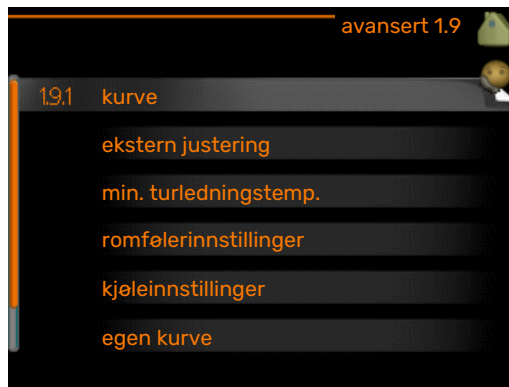 avansert 1.9
1.9.1 kurve
ekstern justering
min. turledningstemp.
romfølerinnstillinger
kjøleinnstillinger
egen kurve